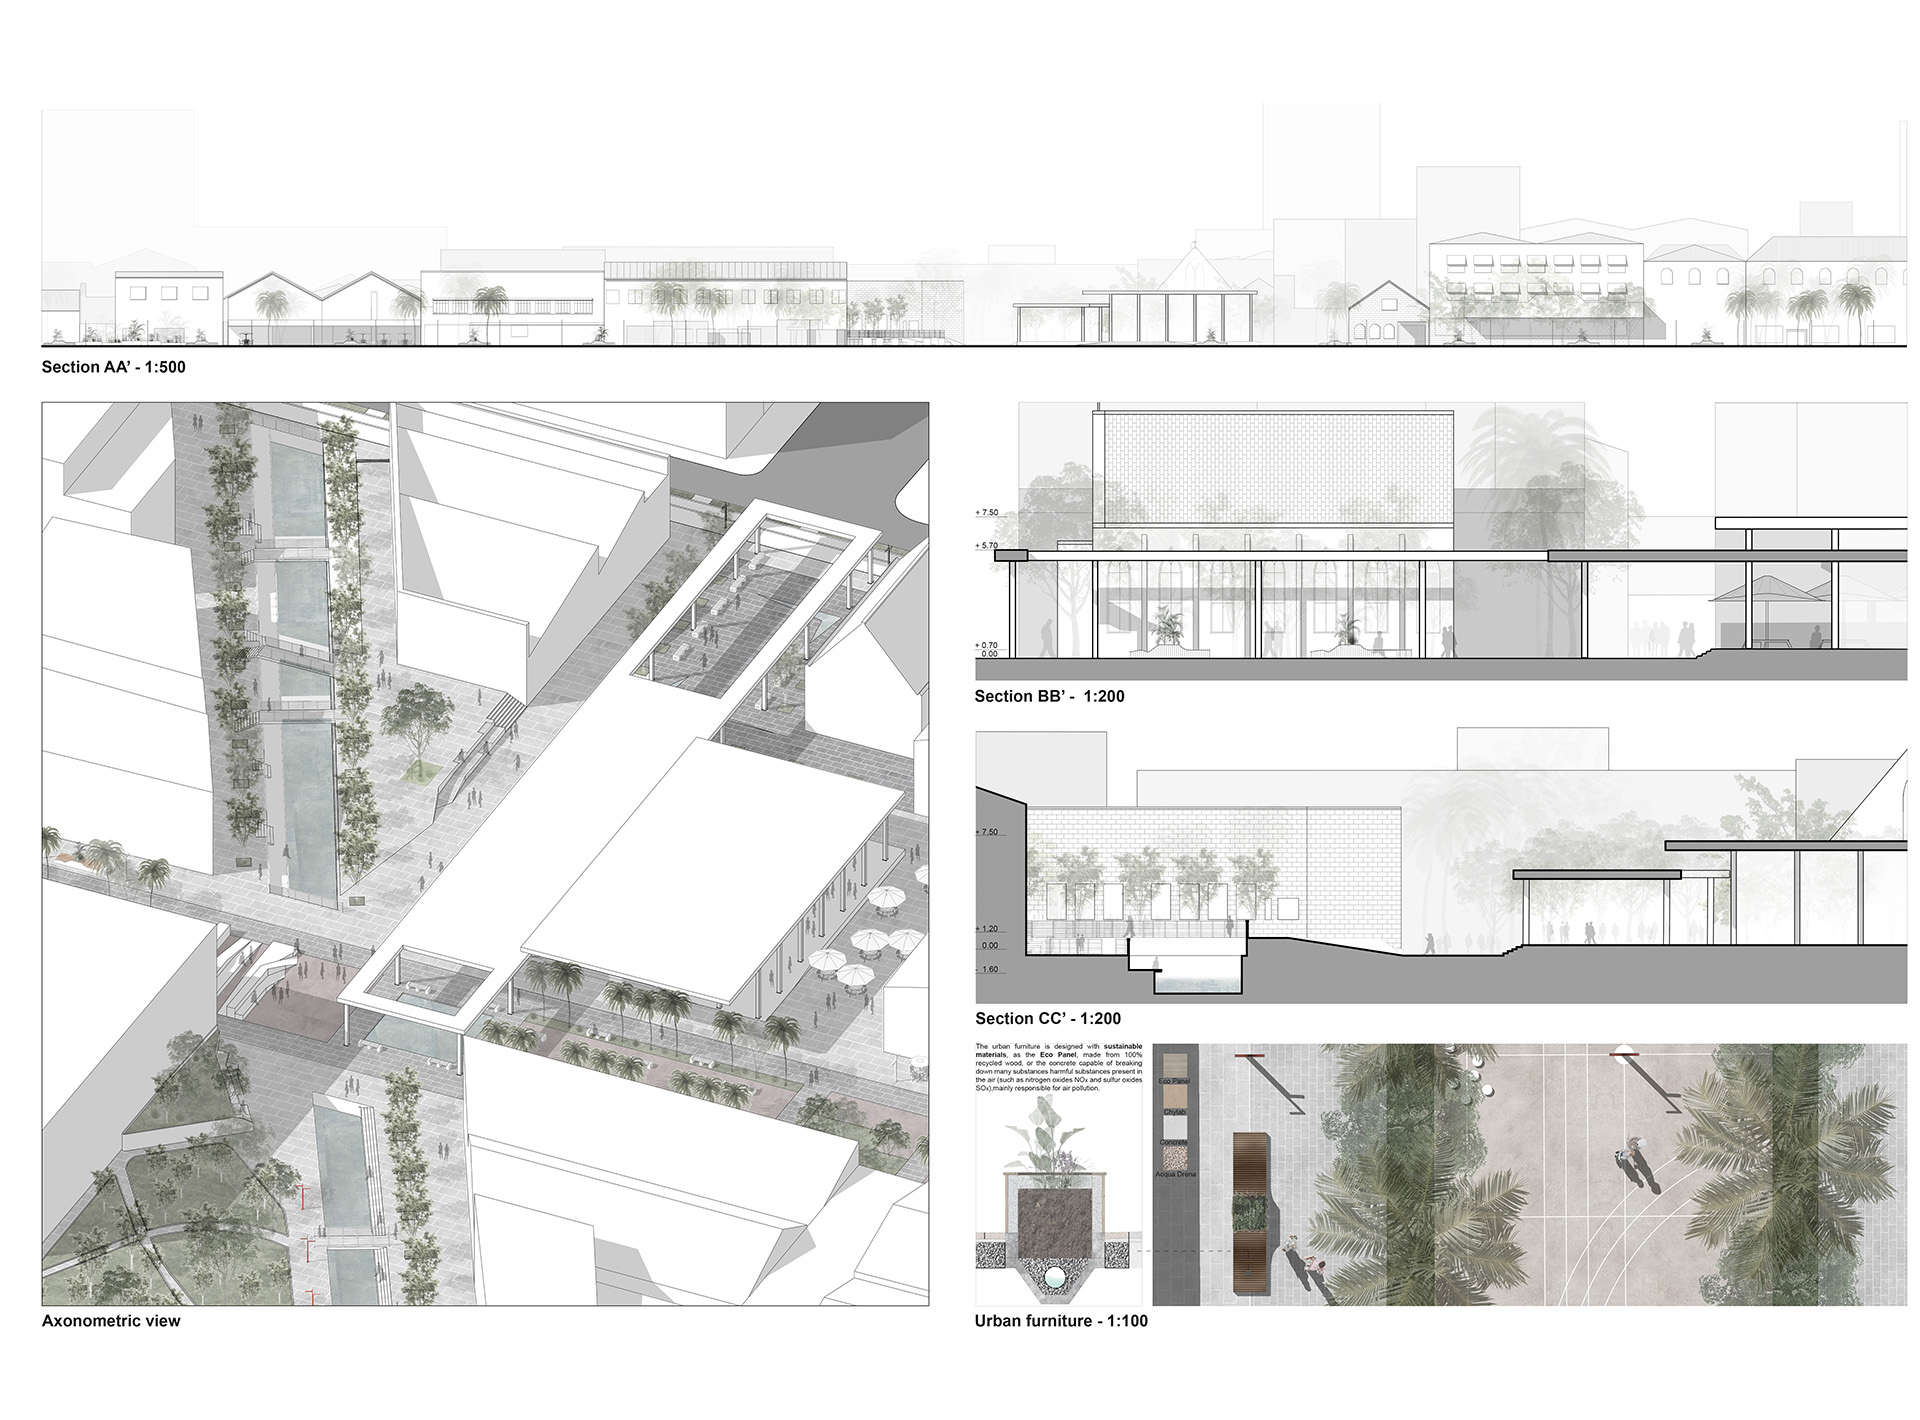 Section AA’ - 1:500
+ 7.50
+ 5.70
+ 0.70
0.00
Section BB’ - 1:200
+ 7.50
+ 1.20
0.00
- 1.60
Section CC’ - 1:200
The urban furniture is designed with sustainable
materials, as the Eco Panel, made from 100%
recycled wood, or the concrete capable of breaking
down many substances harmful substances present in
the air (such as nitrogen oxides NOx and sulfur oxides
SOx),mainly responsible for air pollution.
Eco Panel
Chylab
Concrete
Acqua Drena
Axonometric view
Urban furniture - 1:100